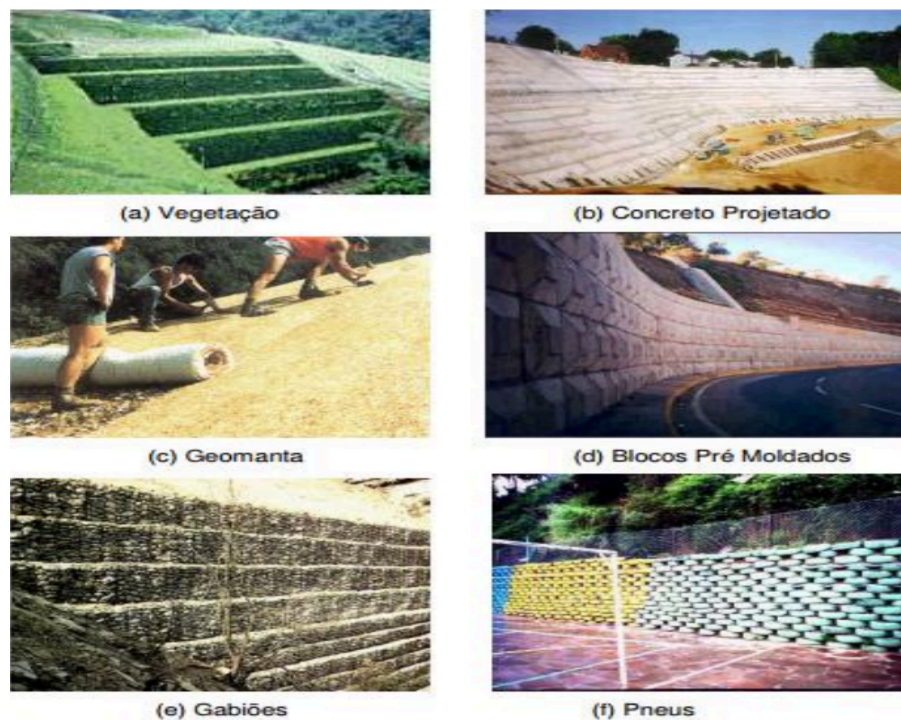 (a) Vegetação
(b) Concreto Projetado
(c) Geomanta
(d) Blocos Pré Moldados
(e) Gabiões
(f) Pneus